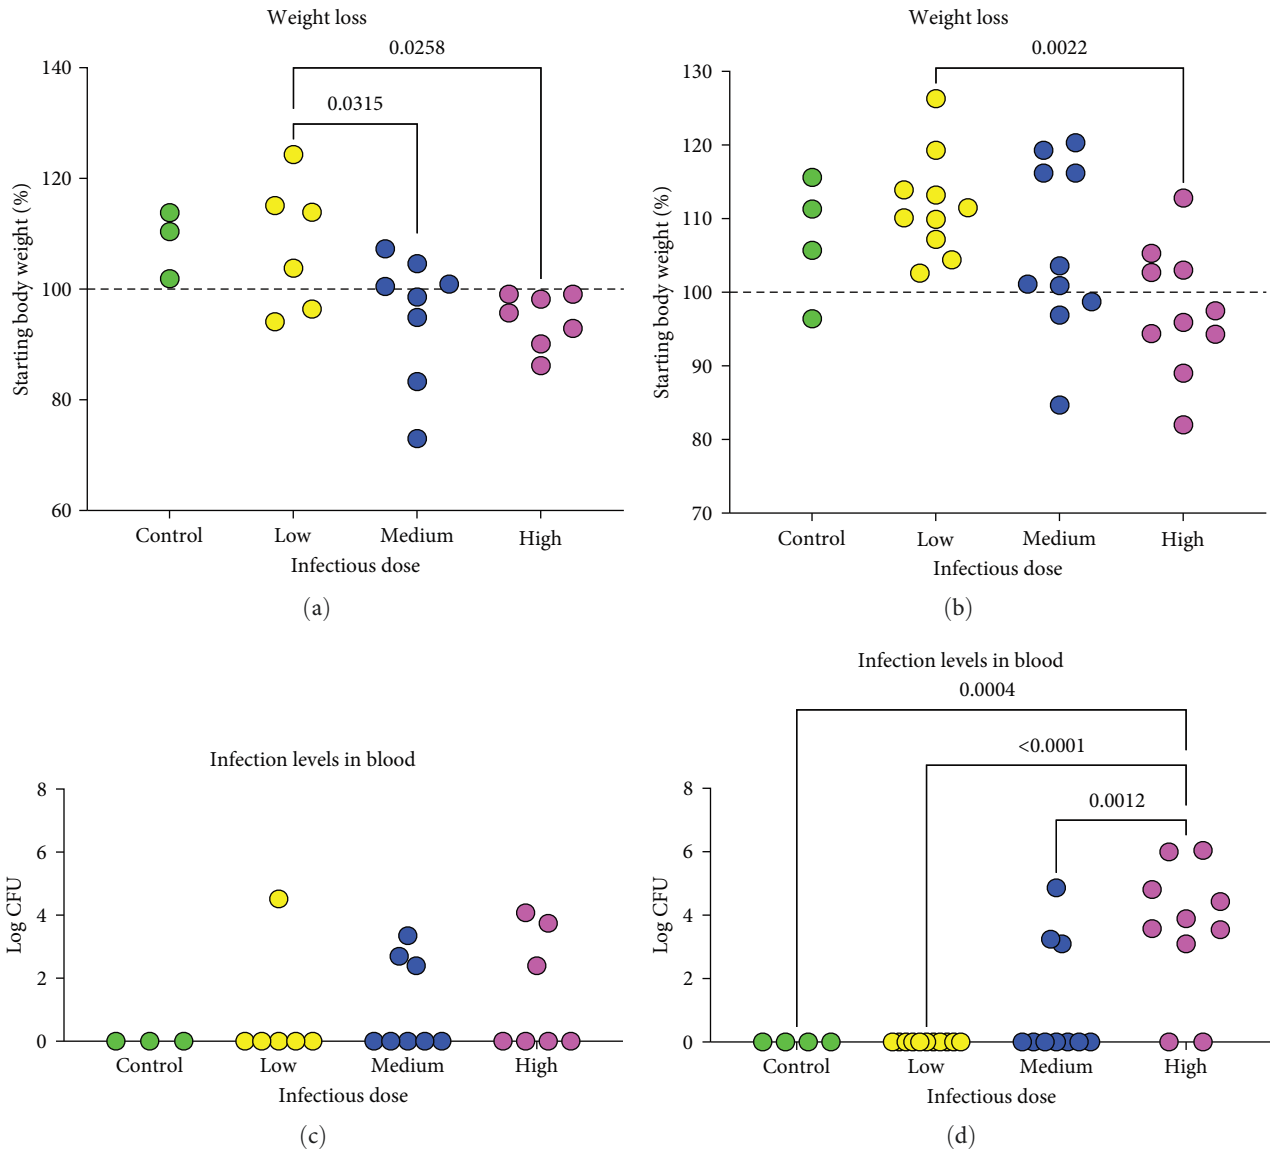 Weight loss
0.0258
0.0315
140
120
100
80
60
Starting body weight (%)
Control Low Medium High
Infectious dose
(a)
Weight loss
0.0022
130
120
110
100
90
80
70
Starting body weight (%)
Control Low Medium High
Infectious dose
(b)
Infection levels in blood
8
6
4
2
0
Log CFU
Control Low Medium High
Infectious dose
(c)
Infection levels in blood
0.0004
<0.0001
0.0012
8
6
4
2
0
Log CFU
Control Low Medium High
Infectious dose
(d)